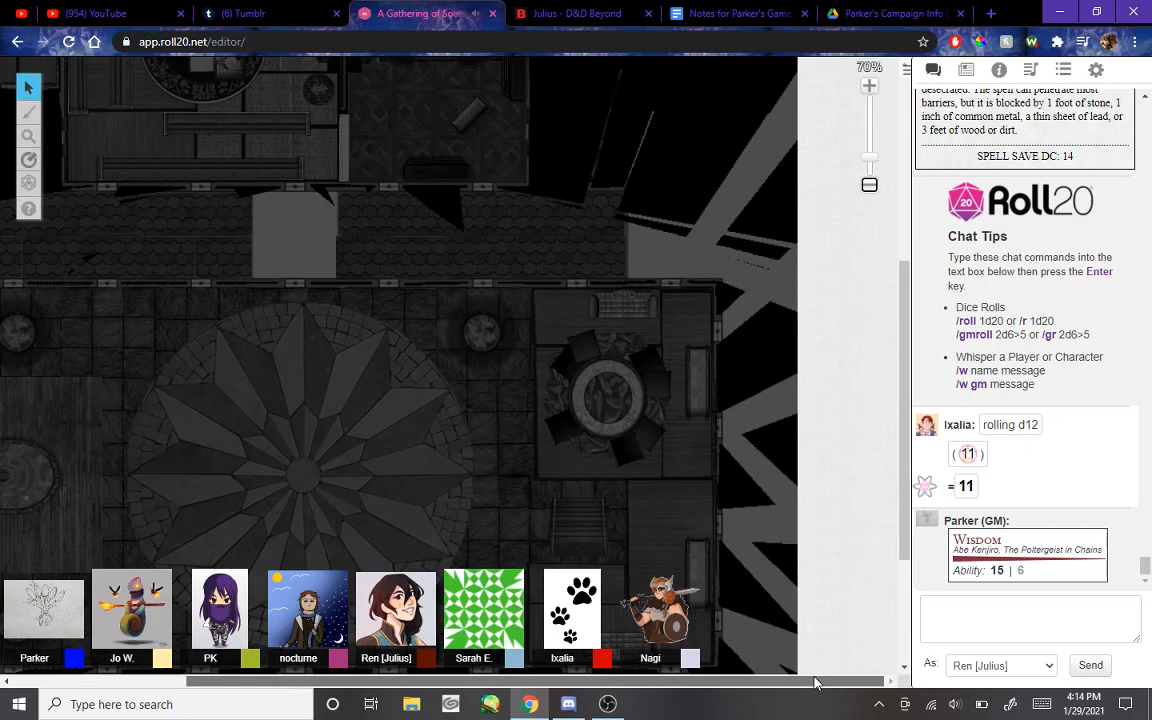 (954) YouTube
(6) Tumblr
A Gathering of Sou
Julius - D&D Beyond
Notes for Parker's Game
Parker's Campaign Info
app.roll20.net/editor/
70%
desecrated. The spell can penetrate most
barriers, but it is blocked by 1 foot of stone, 1
inch of common metal, a thin sheet of lead, or
3 feet of wood or dirt.
SPELL SAVE DC: 14
20 Roll20
Chat Tips
Type these chat commands into the
text box below then press the Enter
key.
Dice Rolls
/roll 1d20 or /r 1d20
/gmroll 2d6>5 or /gr 2d6>5
Whisper a Player or Character
/w name message
/w gm message
Ixalia: rolling d12
( 11 )
= 11
Parker (GM):
Wisdom
Abe Kenjiro, The Poltergeist in Chains
Ability: 15 | 6
Parker
Jo W.
PK
nocturne
Ren [Julius]
Sarah E.
Ixalia
Nagi
As:
Ren [Julius]
Send
Type here to search
4:14 PM
1/29/2021